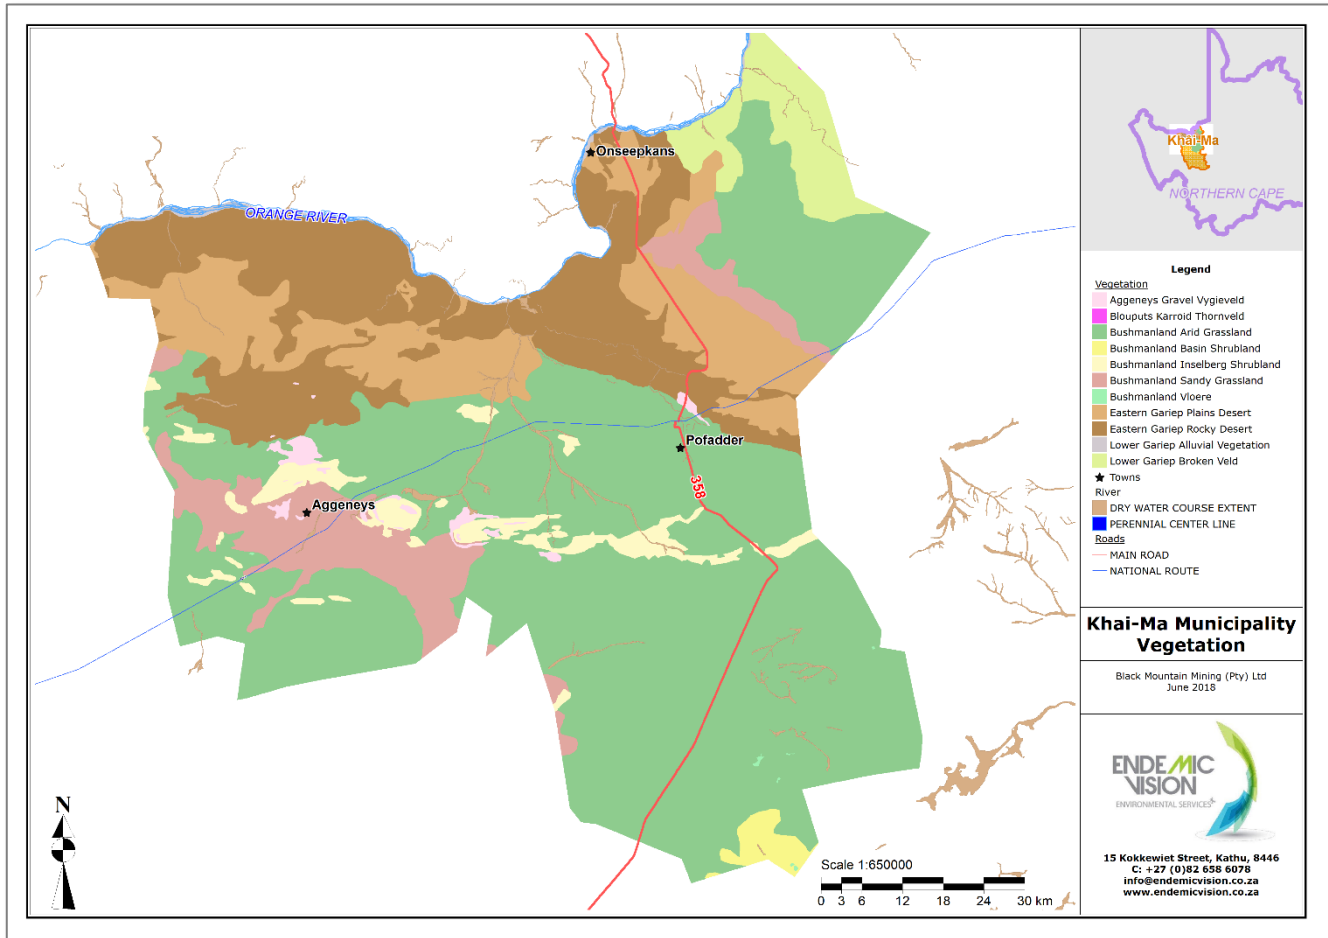 Onseepkans
ORANGE RIVER
Pofadder
Aggeneys
358
N
Scale 1:650000
0 3 6 12 18 24 30 km
Khai-Ma
NORTHERN CAPE
Legend
Vegetation
Aggeneys Gravel Vygieveld
Blouputs Karroid Thornveld
Bushmanland Arid Grassland
Bushmanland Basin Shrubland
Bushmanland Inselberg Shrubland
Bushmanland Sandy Grassland
Bushmanland Vloere
Eastern Gariep Plains Desert
Eastern Gariep Rocky Desert
Lower Gariep Alluvial Vegetation
Lower Gariep Broken Veld
Towns
River
DRY WATER COURSE EXTENT
PERENNIAL CENTER LINE
Roads
MAIN ROAD
NATIONAL ROUTE
Khai-Ma Municipality
Vegetation
Black Mountain Mining (Pty) Ltd
June 2018
ENDEMIC
VISION
ENVIRONMENTAL SERVICES
15 Kokkewiet Street, Kathu, 8446
C: +27 (0)82 658 6078
info@endemicvision.co.za
www.endemicvision.co.za